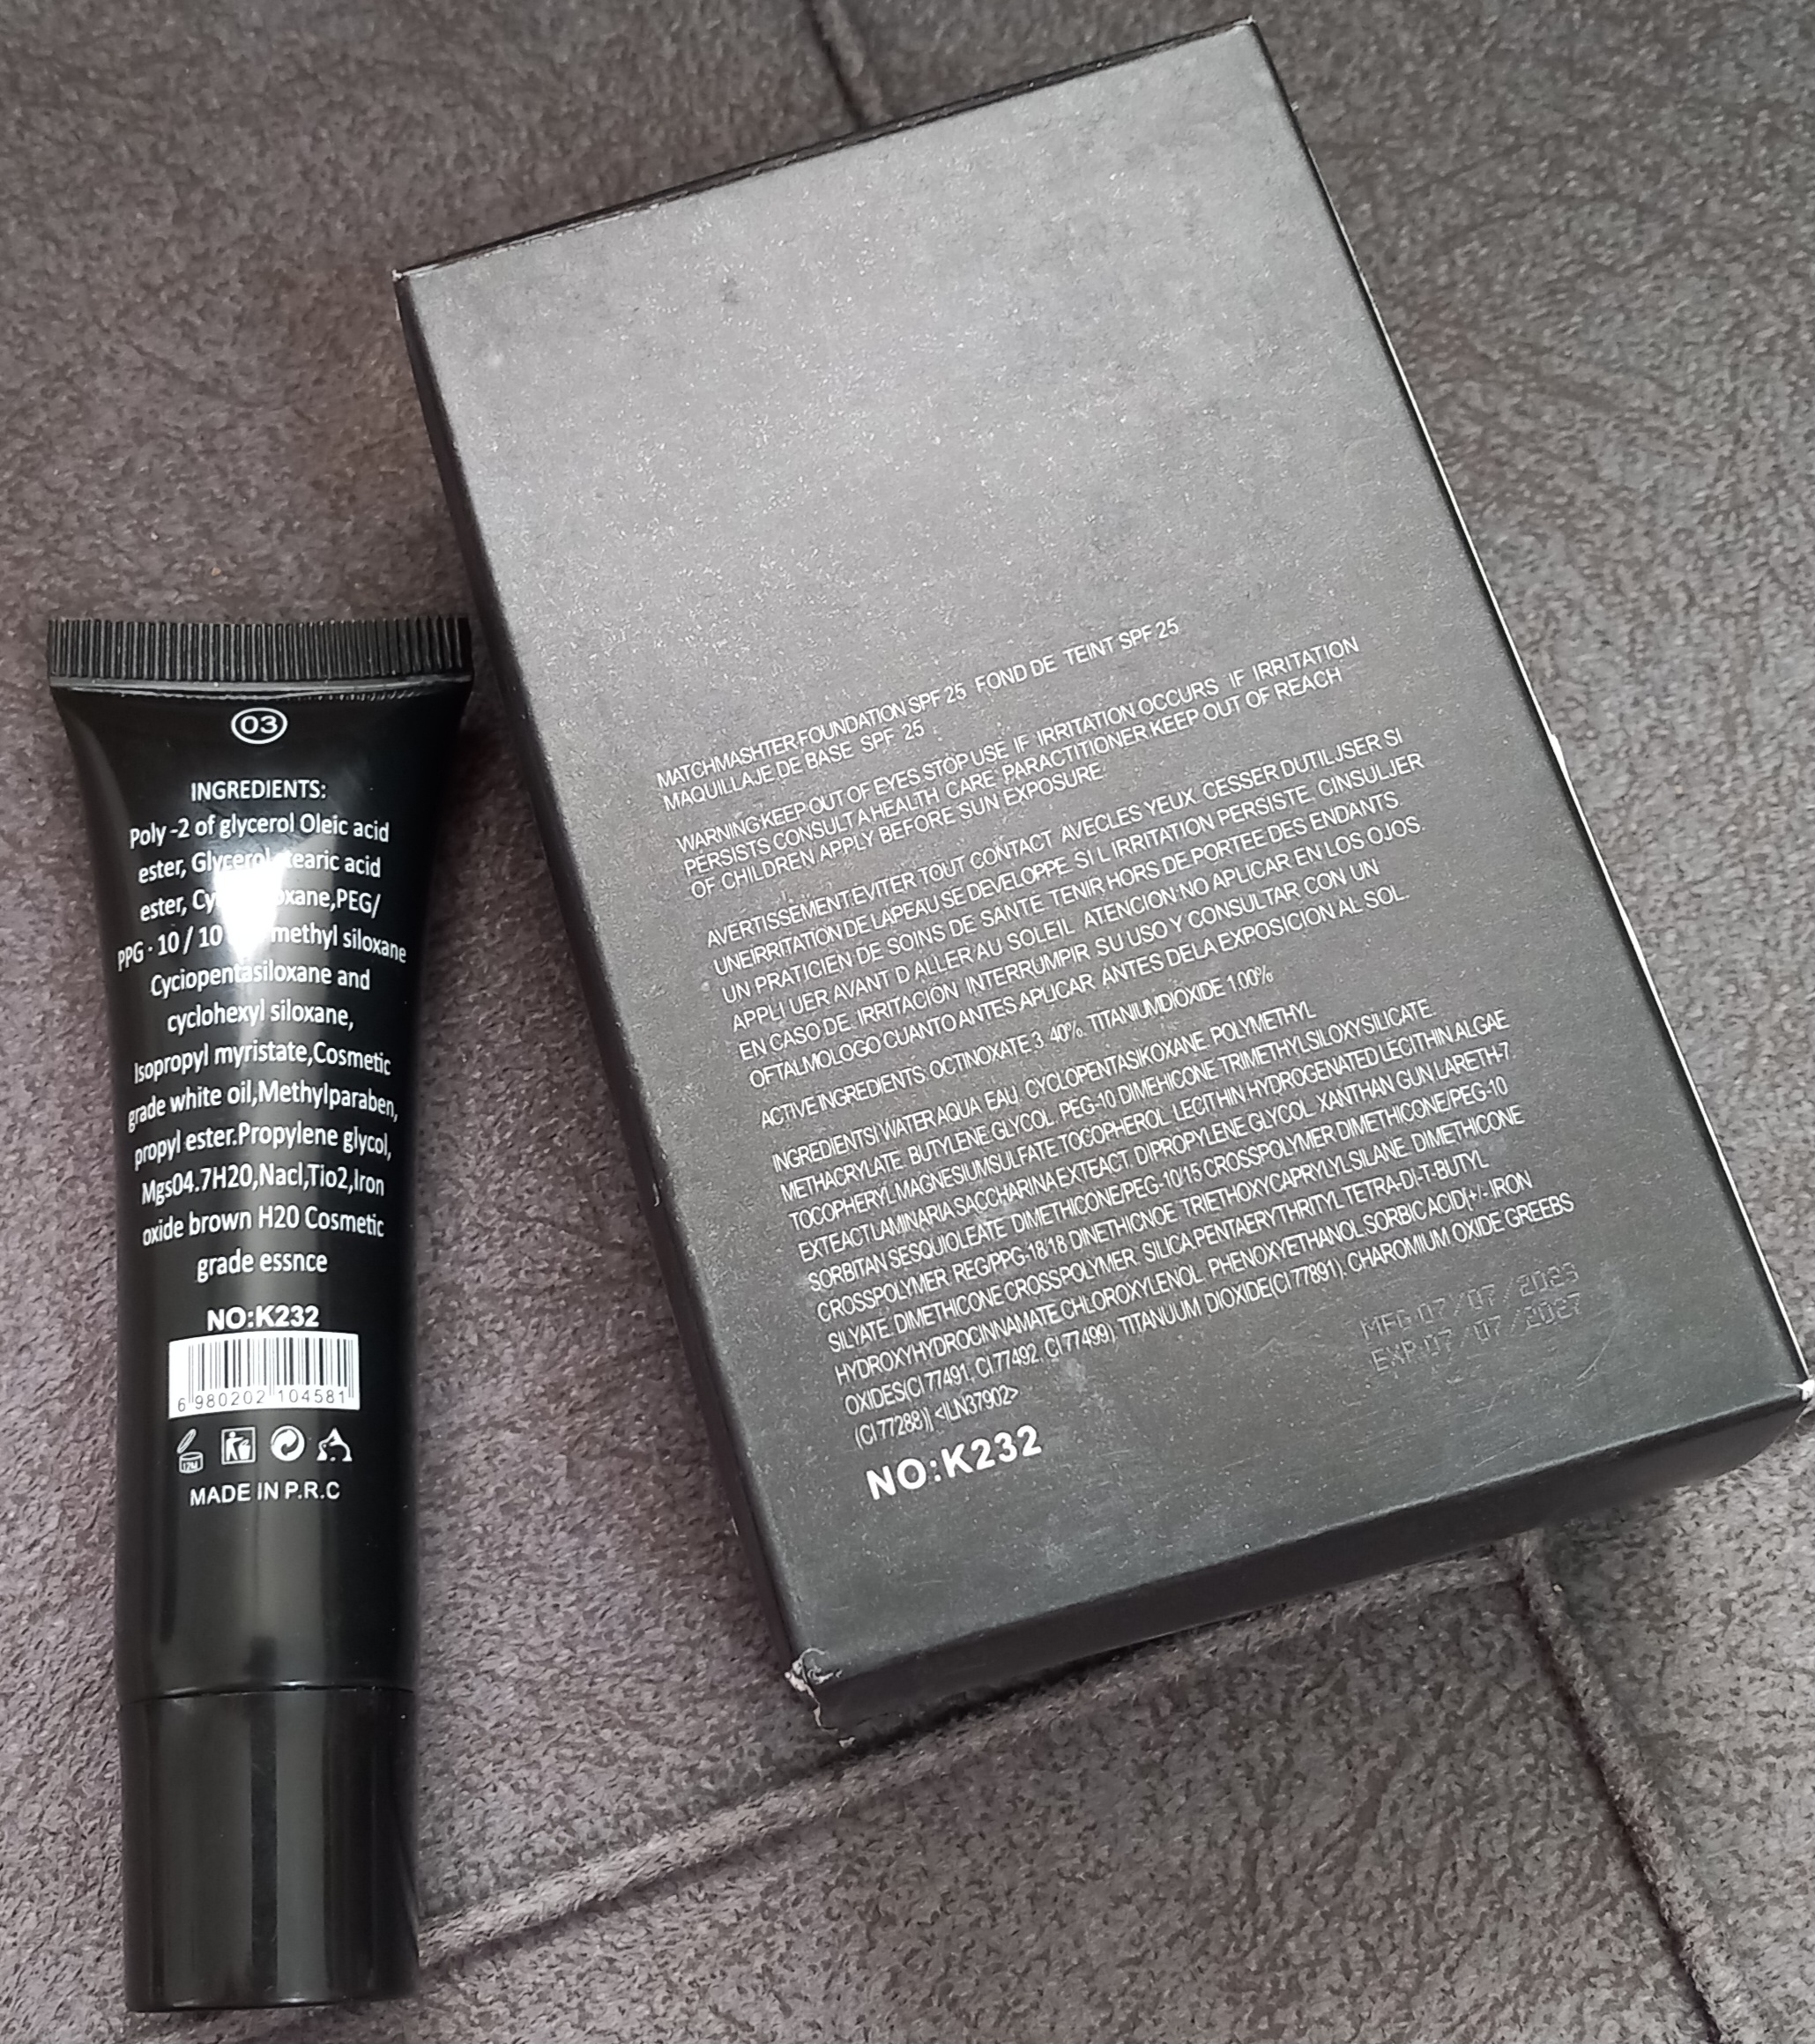 03
INGREDIENTS:
Poly -2 of glycerol Oleic acid
ester, Glycerol stearic acid
ester, PEG/
PPG · 10 / 10 methyl siloxane
Cyciopentasiloxane and
cyclohexyl siloxane,
Isopropyl myristate,Cosmetic
grade white oil,Methylparaben,
propyl ester.Propylene glycol,
Mgs04.7H20,Nacl,Tio2,Iron
oxide brown H20 Cosmetic
grade essnce
NO:K232
6 980202 104581
12M
MADE IN P.R.C
MATCHMASHTER FOUNDATION SPF 25 FOND DE TEINT SPF 25
MAQUILLAJE DE BASE SPF 25
WARNING:KEEP OUT OF EYES. STOP USE IF IRRITATION OCCURS IF IRRITATION
PERSISTS CONSULT A HEALTH CARE PARACTITIONER KEEP OUT OF REACH
OF CHILDREN APPLY BEFORE SUN EXPOSURE.
AVERTISSEMENT:EVITER TOUT CONTACT AVECLES YEUX. CESSER DUTILJSER SI
UNEIRRITATION DE LAPEAU SE DEVELOPPE. SI L IRRITATION PERSISTE, CINSULJER
UN PRATICIEN DE SOINS DE SANTE TENIR HORS DE PORTEE DES ENDANTS.
APPLI UER AVANT D ALLER AU SOLEIL ATENCION:NO APLICAR EN LOS OJOS.
EN CASO DE. IRRITACIÓN INTERRUMPIR SU USO Y CONSULTAR CON UN
OFTALMOLOGO CUANTO ANTES.APLICAR ANTES DELA EXPOSICION AL SOL.
ACTIVE INGREDIENTS. OCTINOXATE 3. 40%. TITANIUMDIOXIDE 1.00%
INGREDIENTSI WATER AQUA EAU. CYCLOPENTASIKOXANE. POLYMETHYL
METHACRYLATE. BUTYLENE GLYCOL. PEG-10 DIMEHICONE TRIMETHYLSILOXYSILICATE.
TOCOPHERYL MAGNESIUMSULFATE TOCOPHEROL. LECITHIN HYDROGENATED LECITHIN.ALGAE
EXTEACT LAMINARIA SACCHARINA EXTEACT. DIPROPYLENE GLYCOL. XANTHAN GUN.LARETH-7.
SORBITAN SESQUIOLEATE. DIMETHICONE/PEG-10/15 CROSSPOLYMER DIMETHICONE/PEG-10
CROSSPOLYMER. REG/PPG-18/18 DINETHICNOE. TRIETHOXYCAPRYLYLSILANE. DIMETHICONE
SILYATE. DIMETHICONE CROSSPOLYMER. SILICA PENTAERYTHRITYL TETRA-DI-T-BUTYL
HYDROXYHYDROCINNAMATE.CHLOROXYLENOL. PHENOXYETHANOL.SORBIC ACID[+/-.IRON
OXIDES(CI 77491, CI 77492, CI 77499), TITANUUM DIOXIDE(CI 77891). CHAROMIUM OXIDE GREEBS
(CI 77288)] <ILN37902>
MFG:07/07/2023
EXP:07/07/2027
NO:K232